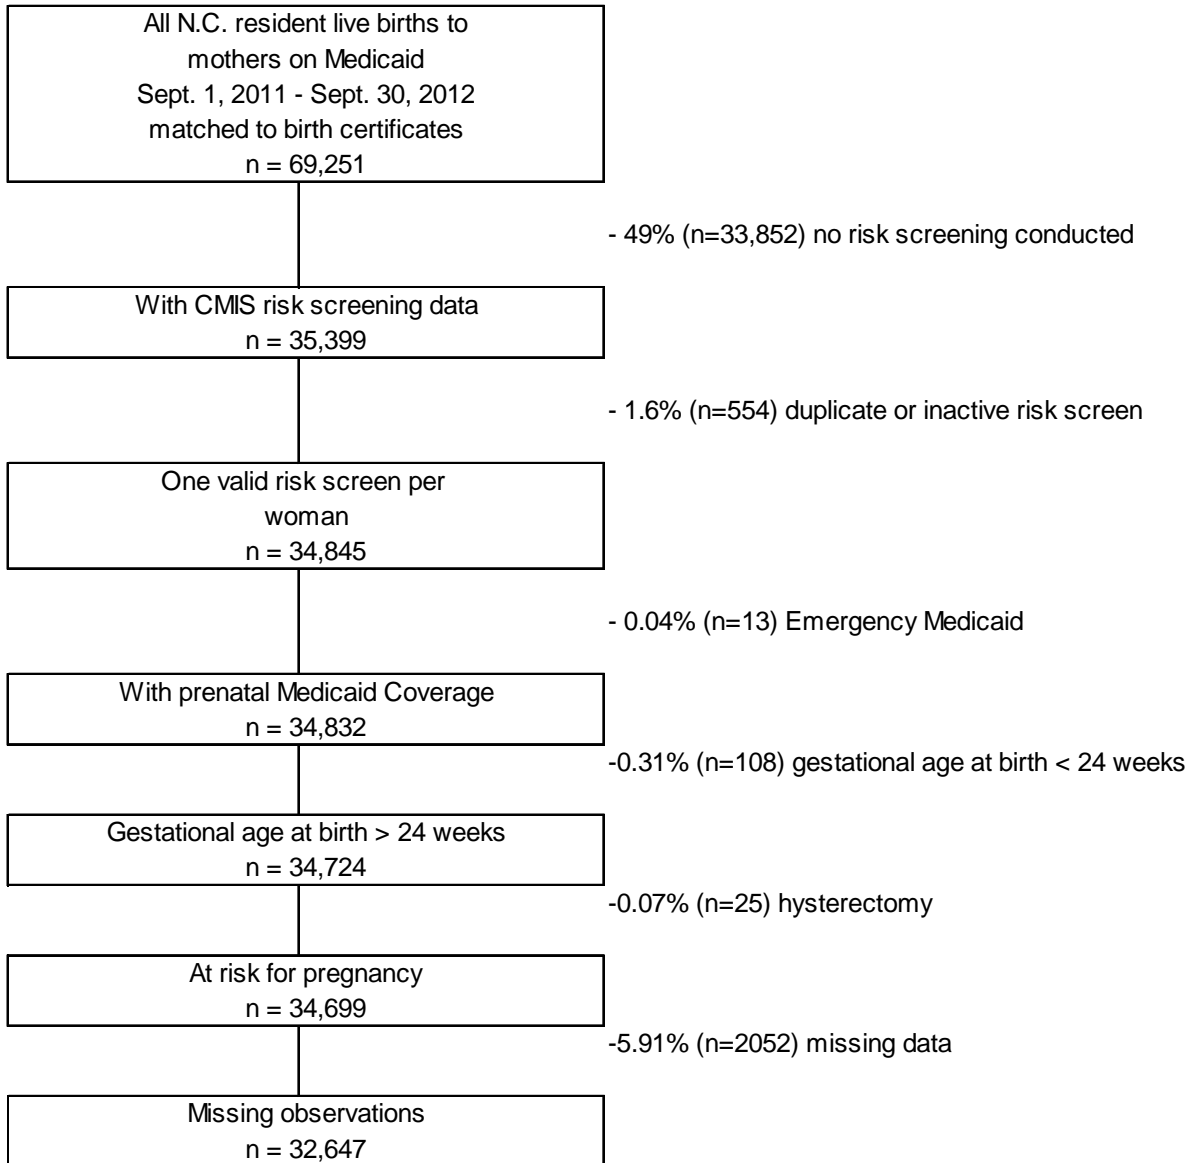 All N.C. resident live births to
mothers on Medicaid
Sept. 1, 2011 - Sept. 30, 2012
matched to birth certificates
n = 69,251
- 49% (n=33,852) no risk screening conducted
With CMIS risk screening data
n = 35,399
- 1.6% (n=554) duplicate or inactive risk screen
One valid risk screen per
woman
n = 34,845
- 0.04% (n=13) Emergency Medicaid
With prenatal Medicaid Coverage
n = 34,832
-0.31% (n=108) gestational age at birth < 24 weeks
Gestational age at birth > 24 weeks
n = 34,724
-0.07% (n=25) hysterectomy
At risk for pregnancy
n = 34,699
-5.91% (n=2052) missing data
Missing observations
n = 32,647